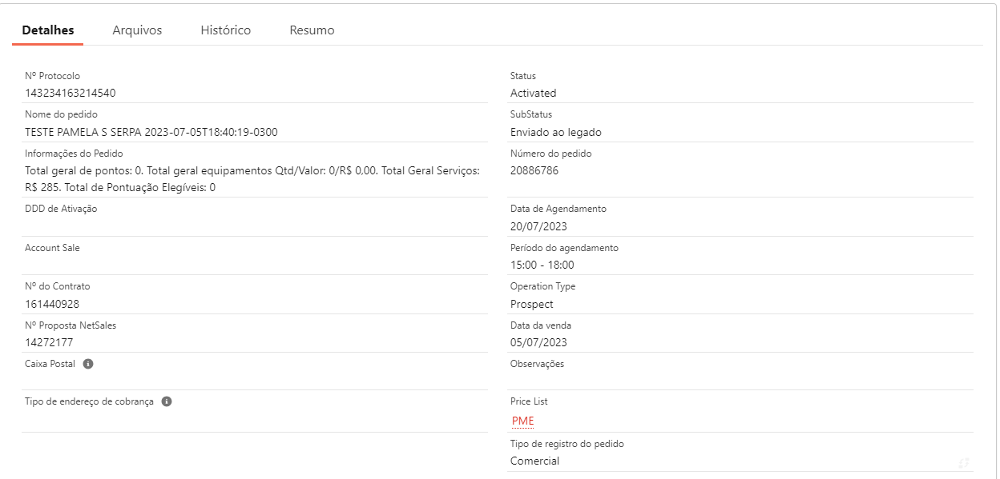 Detalhes
Arquivos
Histórico
Resumo
Nº Protocolo
143234163214540
Nome do pedido
TESTE PAMELA S SERPA 2023-07-05T18:40:19-0300
Informações do Pedido
Total geral de pontos: 0. Total geral equipamentos Qtd/Valor: 0/R$ 0,00. Total Geral Serviços:
R$ 285. Total de Pontuação Elegíveis: 0
DDD de Ativação
Account Sale
Nº do Contrato
161440928
Nº Proposta NetSales
14272177
Caixa Postal
Tipo de endereço de cobrança
Status
Activated
SubStatus
Enviado ao legado
Número do pedido
20886786
Data de Agendamento
20/07/2023
Período do agendamento
15:00 - 18:00
Operation Type
Prospect
Data da venda
05/07/2023
Observações
Price List
PME
Tipo de registro do pedido
Comercial